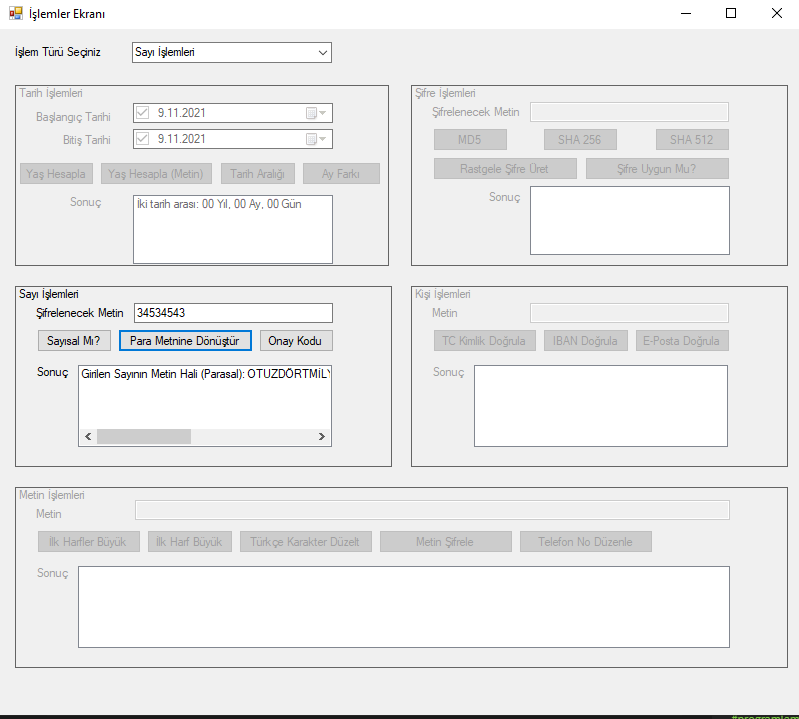 İşlemler Ekranı
İşlem Türü Seçiniz
Sayı İşlemleri
Tarih İşlemleri
Başlangıç Tarihi
9.11.2021
Bitiş Tarihi
9.11.2021
Yaş Hesapla
Yaş Hesapla (Metin)
Tarih Aralığı
Ay Farkı
Sonuç
İki tarih arası: 00 Yıl, 00 Ay, 00 Gün
Şifre İşlemleri
Şifrelenecek Metin
MD5
SHA 256
SHA 512
Rastgele Şifre Üret
Şifre Uygun Mu?
Sonuç
Sayı İşlemleri
Şifrelenecek Metin
34534543
Sayısal Mı?
Para Metnine Dönüştür
Onay Kodu
Sonuç
Girilen Sayının Metin Hali (Parasal): OTUZDÖRTMİLY
Kişi İşlemleri
Metin
TC Kimlik Doğrula
IBAN Doğrula
E-Posta Doğrula
Sonuç
Metin İşlemleri
Metin
İlk Harfler Büyük
İlk Harf Büyük
Türkçe Karakter Düzelt
Metin Şifrele
Telefon No Düzenle
Sonuç